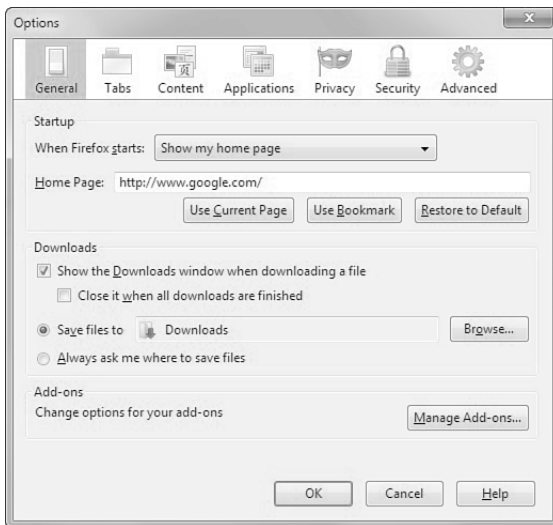 Options
General Tabs Content Applications Privacy Security Advanced
Startup
When Firefox starts: Show my home page
Home Page: http://www.google.com/
Use Current Page Use Bookmark Restore to Default
Downloads
Show the Downloads window when downloading a file
Close it when all downloads are finished
Save files to Downloads Browse...
Always ask me where to save files
Add-ons
Change options for your add-ons
Manage Add-ons...
OK Cancel Help